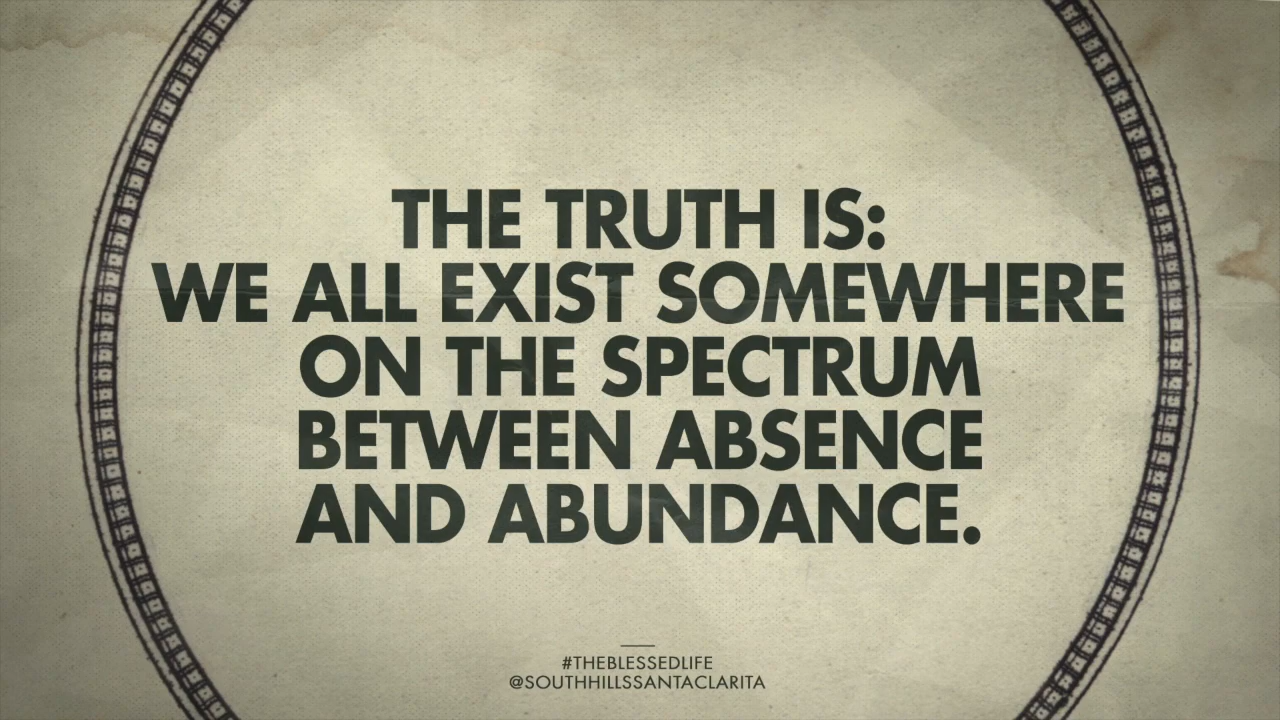 THE TRUTH IS:
WE ALL EXIST SOMEWHERE
ON THE SPECTRUM
BETWEEN ABSENCE
AND ABUNDANCE.
#THEBLESSEDLIFE
@SOUTHHILLSSANTACLARITA